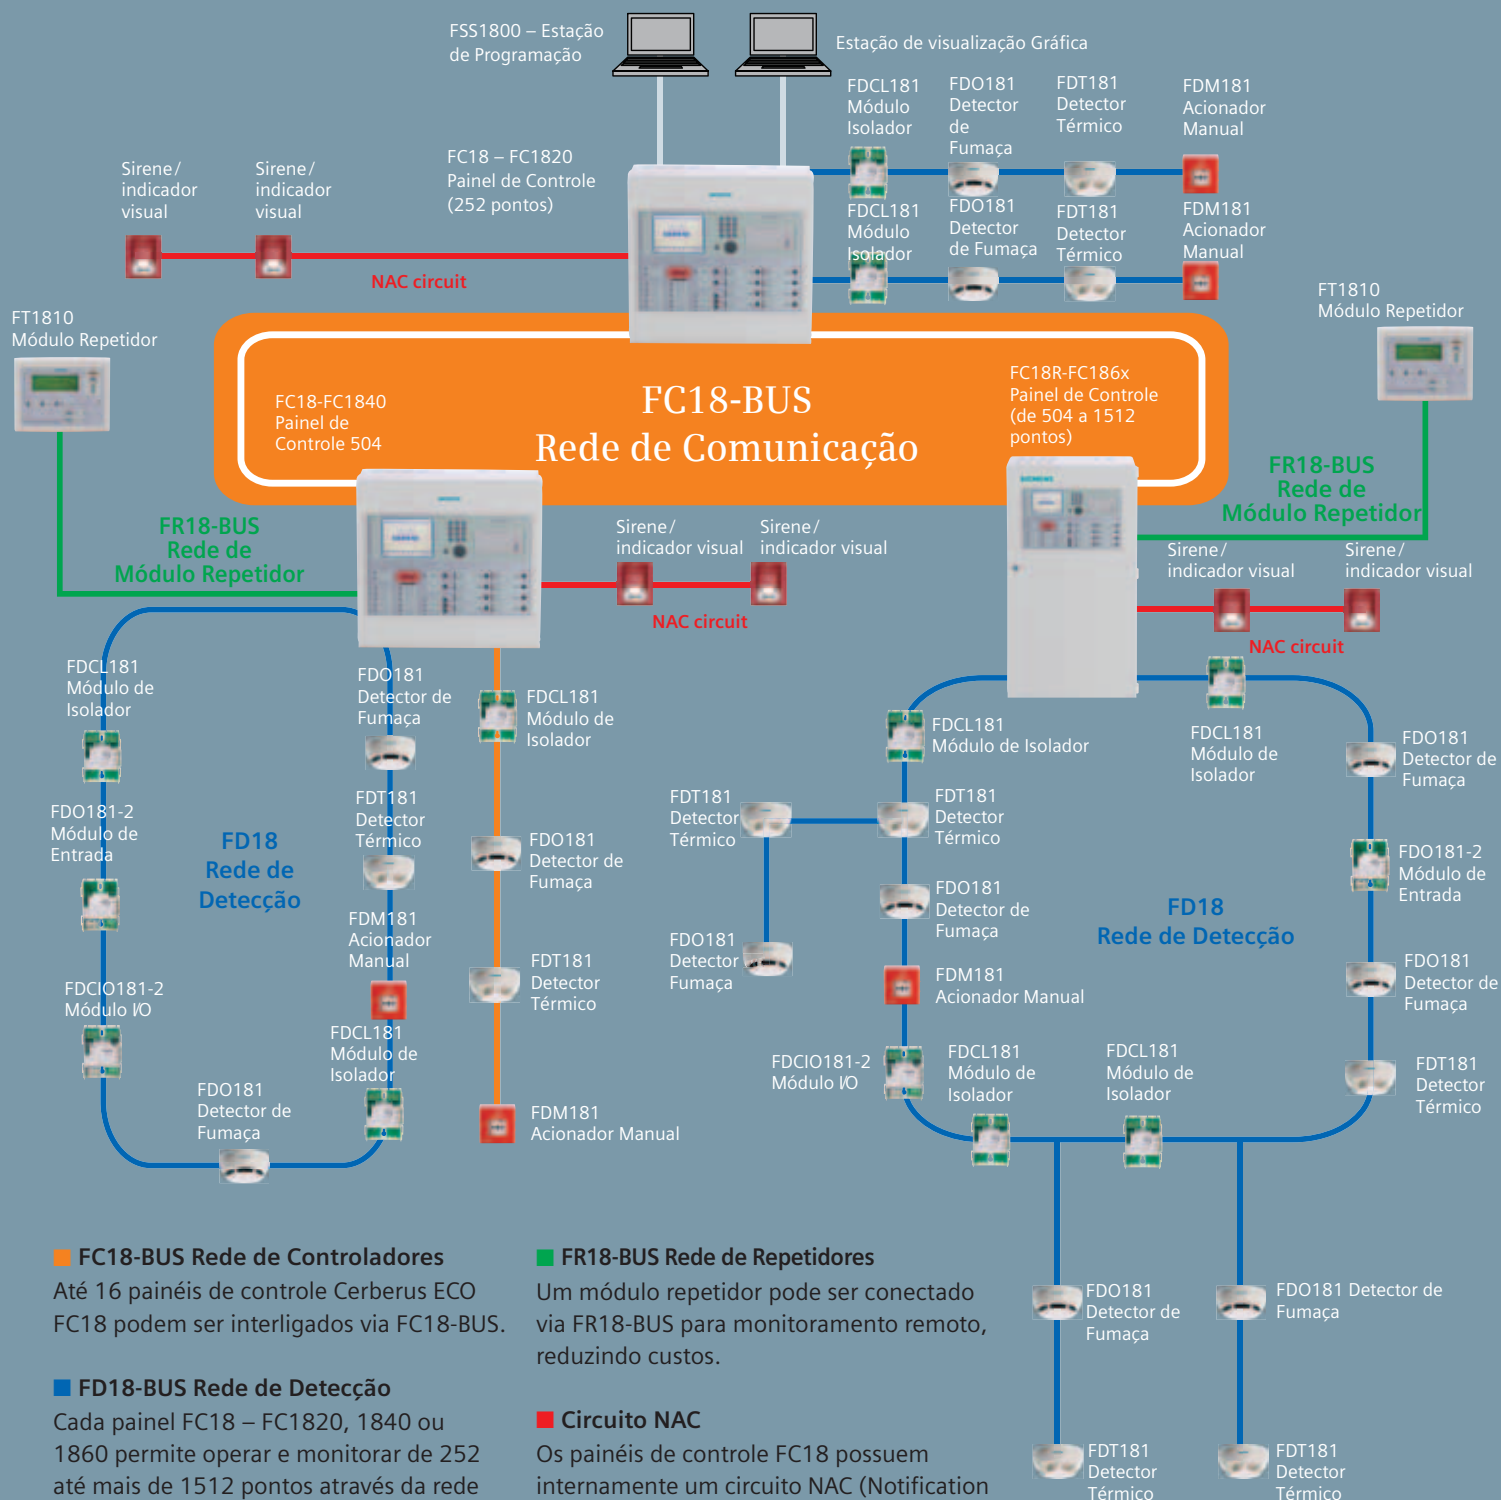 FSS1800 – Estação
de Programação
Estação de visualização Gráfica
FDCL181
Módulo
Isolador
FDO181
Detector
de
Fumaça
FDT181
Detector
Térmico
FDM181
Acionador
Manual
Sirene/
indicador
visual
Sirene/
indicador
visual
FC18 – FC1820
Painel de Controle
(252 pontos)
FDCL181
Módulo
Isolador
FDO181
Detector
de Fumaça
FDT181
Detector
Térmico
FDM181
Acionador
Manual
NAC circuit
FT1810
Módulo Repetidor
FT1810
Módulo Repetidor
FC18-FC1840
Painel de
Controle 504
FC18-BUS
Rede de Comunicação
FC18R-FC186x
Painel de Controle
(de 504 a 1512
pontos)
SIEMENS
FR18-BUS
Rede de
Módulo Repetidor
FR18-BUS
Rede de
Módulo Repetidor
Sirene/
indicador visual
Sirene/
indicador visual
NAC circuit
Sirene/
indicador visual
Sirene/
indicador visual
NAC circuit
FDCL181
Módulo de
Isolador
FDO181
Detector de
Fumaça
FDCL181
Módulo de
Isolador
FDO181-2
Módulo de
Entrada
FD18
Rede de
Detecção
FDT181
Detector
Térmico
FDO181
Detector de
Fumaça
FDM181
Acionador
Manual
FDT181
Detector
Térmico
FDCIO181-2
Módulo I/O
FDCL181
Módulo de
Isolador
FDO181
Detector de
Fumaça
FDM181
Acionador Manual
FDCL181
Módulo de Isolador
FDCL181
Módulo de
Isolador
FDO181
Detector de
Fumaça
FDT181
Detector
Térmico
FDT181
Detector
Térmico
FDO181-2
Módulo de
Entrada
FDO181
Detector
Fumaça
FDO181
Detector de
Fumaça
FD18
Rede de Detecção
FDO181
Detector de
Fumaça
FDM181
Acionador Manual
FDCIO181-2
Módulo I/O
FDCL181
Módulo de
Isolador
FDCL181
Módulo de
Isolador
FDT181
Detector
Térmico
FDO181
Detector de
Fumaça
FDO181 Detector de
Fumaça
FDT181
Detector
Térmico
FDT181
Detector
Térmico
FC18-BUS Rede de Controladores
Até 16 painéis de controle Cerberus ECO
FC18 podem ser interligados via FC18-BUS.
FD18-BUS Rede de Detecção
Cada painel FC18 – FC1820, 1840 ou
1860 permite operar e monitorar de 252
até mais de 1512 pontos através da rede
FR18-BUS Rede de Repetidores
Um módulo repetidor pode ser conectado
via FR18-BUS para monitoramento remoto,
reduzindo custos.
Circuito NAC
Os painéis de controle FC18 possuem
internamente um circuito NAC (Notification